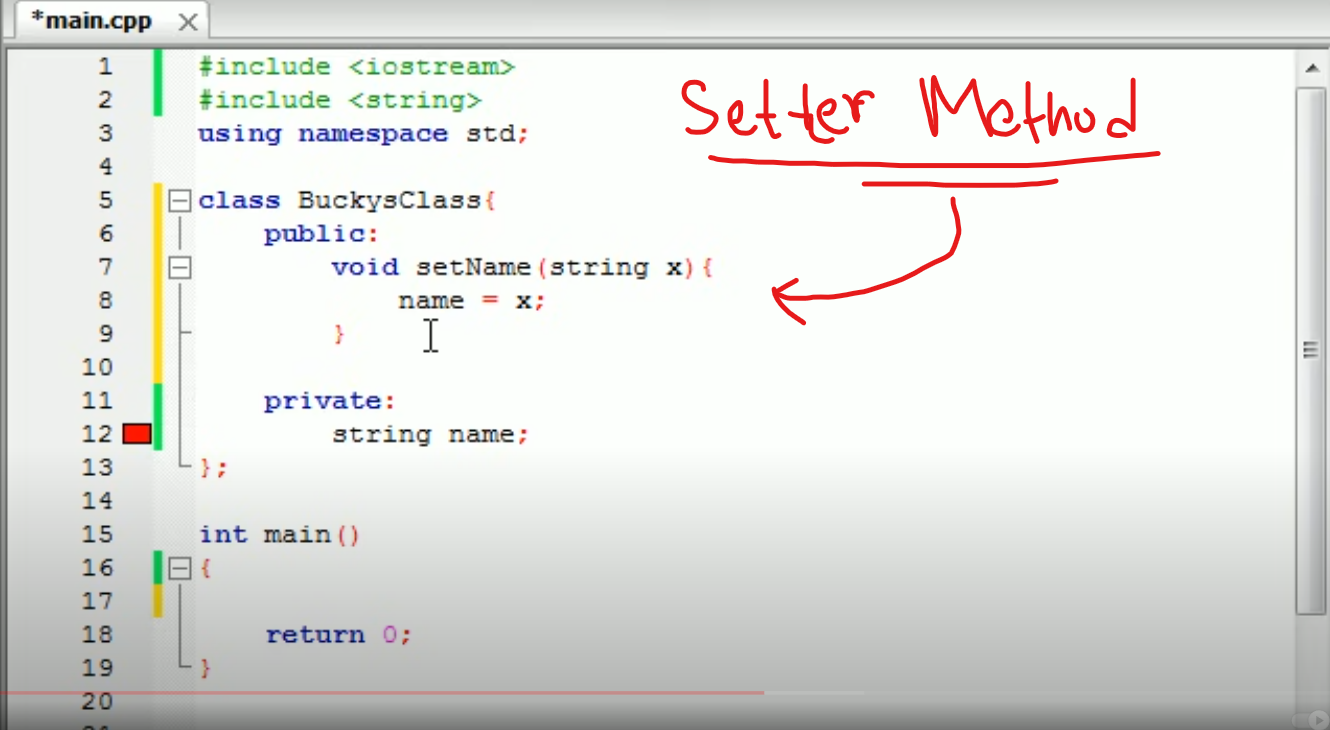 *main.cpp
Setter Method
1 #include <iostream>
2 #include <string>
3 using namespace std;
4
5 class BuckysClass{
6 public:
7 void setName(string x){
8 name = x;
9 }
10
11 private:
12 string name;
13 };
14
15 int main()
16 {
17
18 return 0;
19 }
20